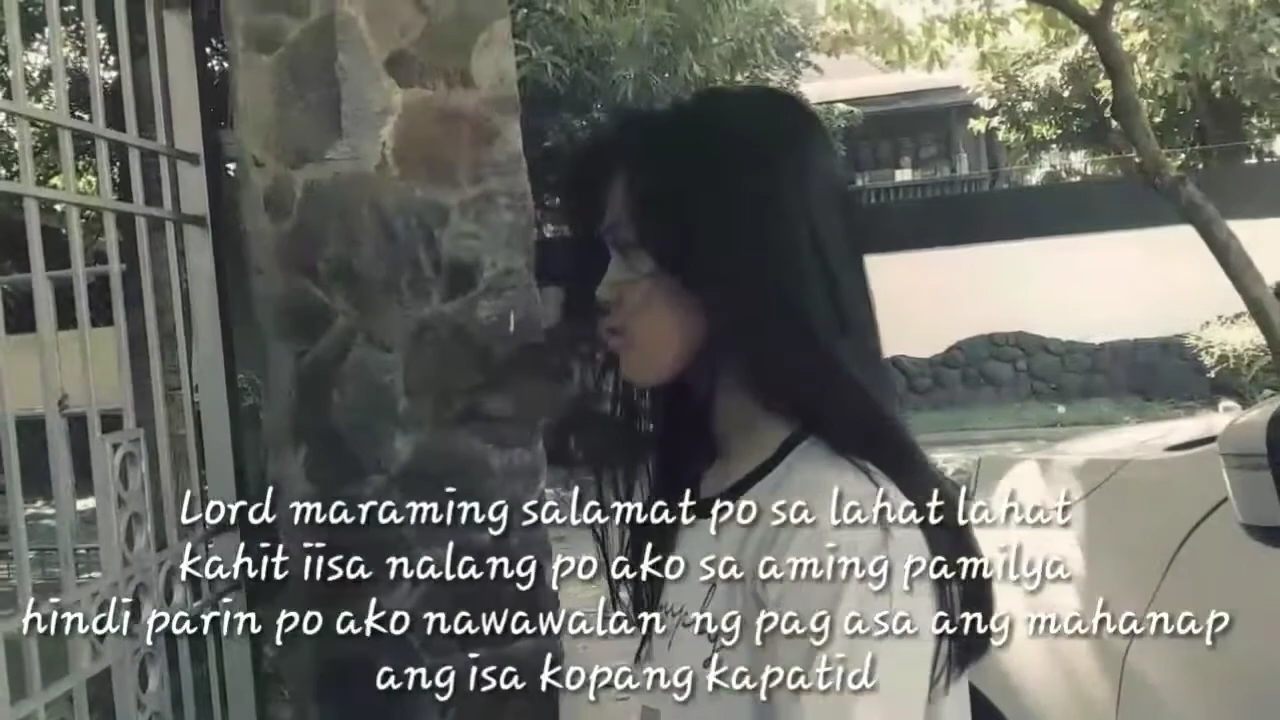 Lord maraming salamat po sa lahat lahat
kahit iisa nalang po ako sa aming pamilya
hindi parin po ako nawawalan ng pag asa ang mahanap
ang isa kopang kapatid